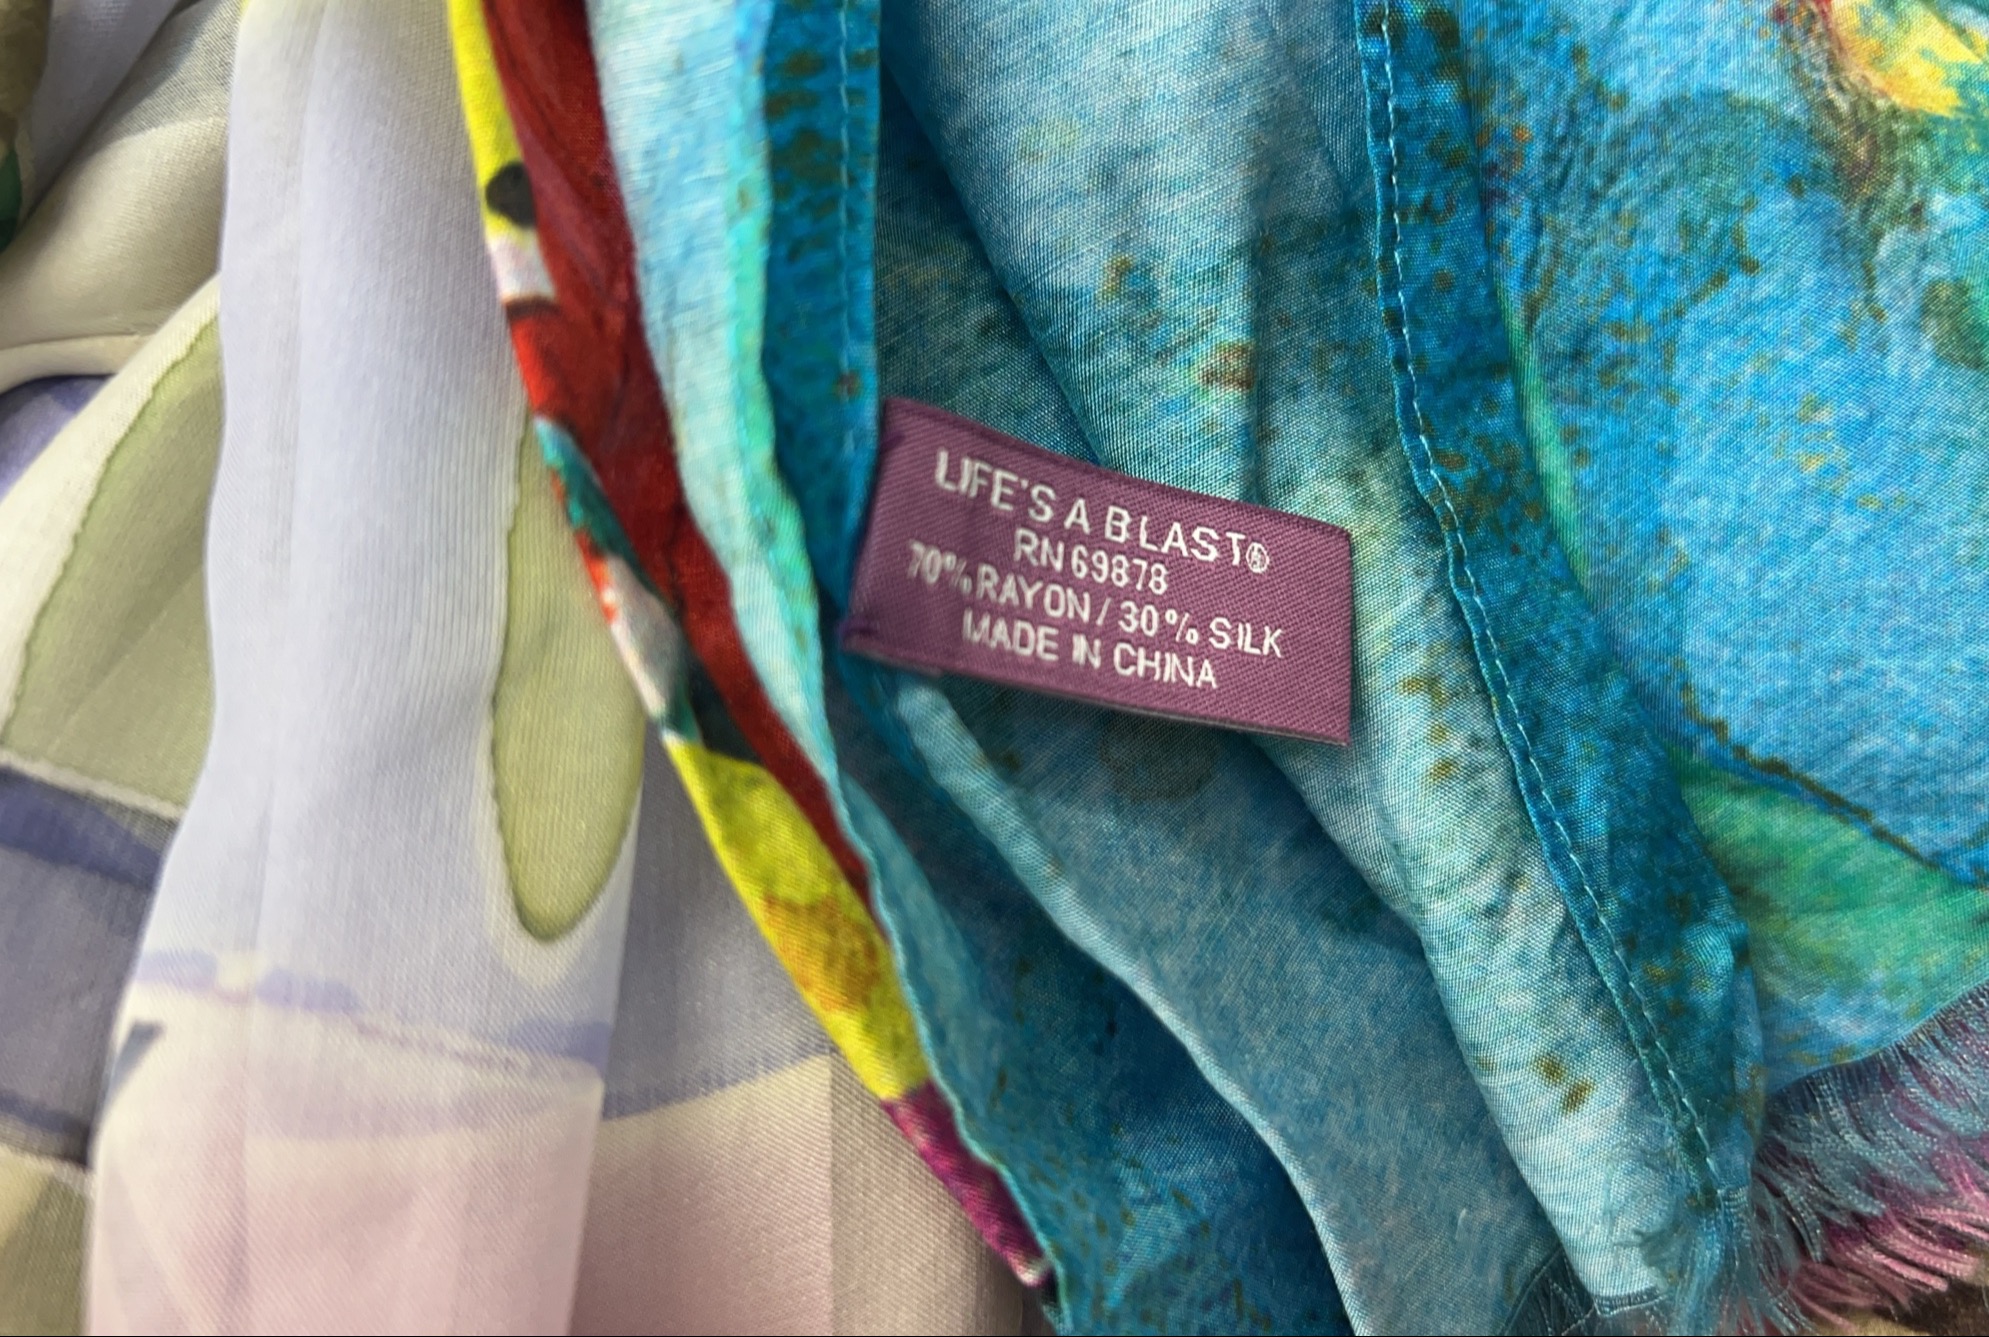 LIFE'S A BLAST®
RN 69878
70% RAYON / 30% SILK
MADE IN CHINA